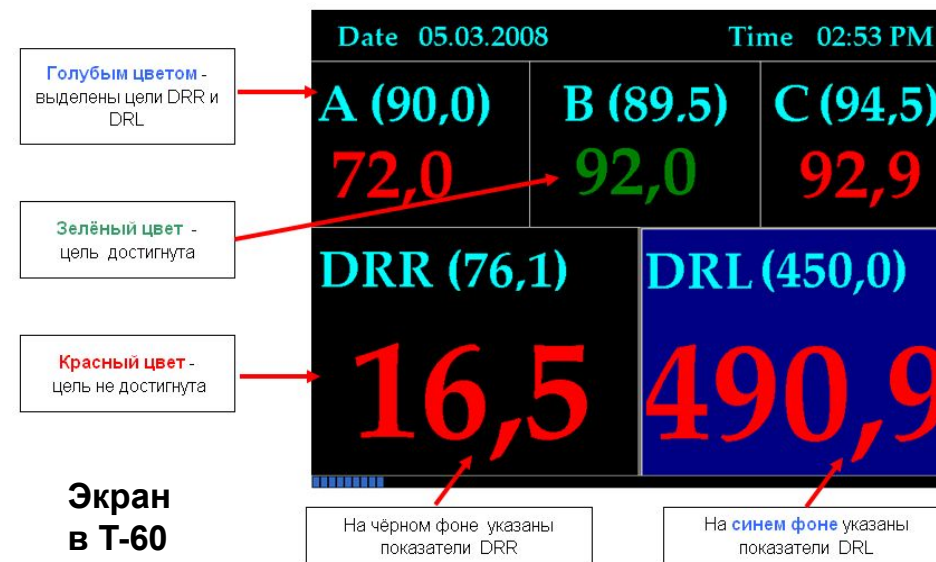 Date 05.03.2008 Time 02:53 PM
Голубым цветом -
выделены цели DRR и
DRL
A (90,0) B (89.5) C (94,5)
72,0 92,0 92,9
Зелёный цвет -
цель достигнута
DRR (76,1) DRL (450,0)
Красный цвет -
цель не достигнута
16,5 490,9
Экран
в Т-60
На чёрном фоне указаны
показатели DRR
На синем фоне указаны
показатели DRL